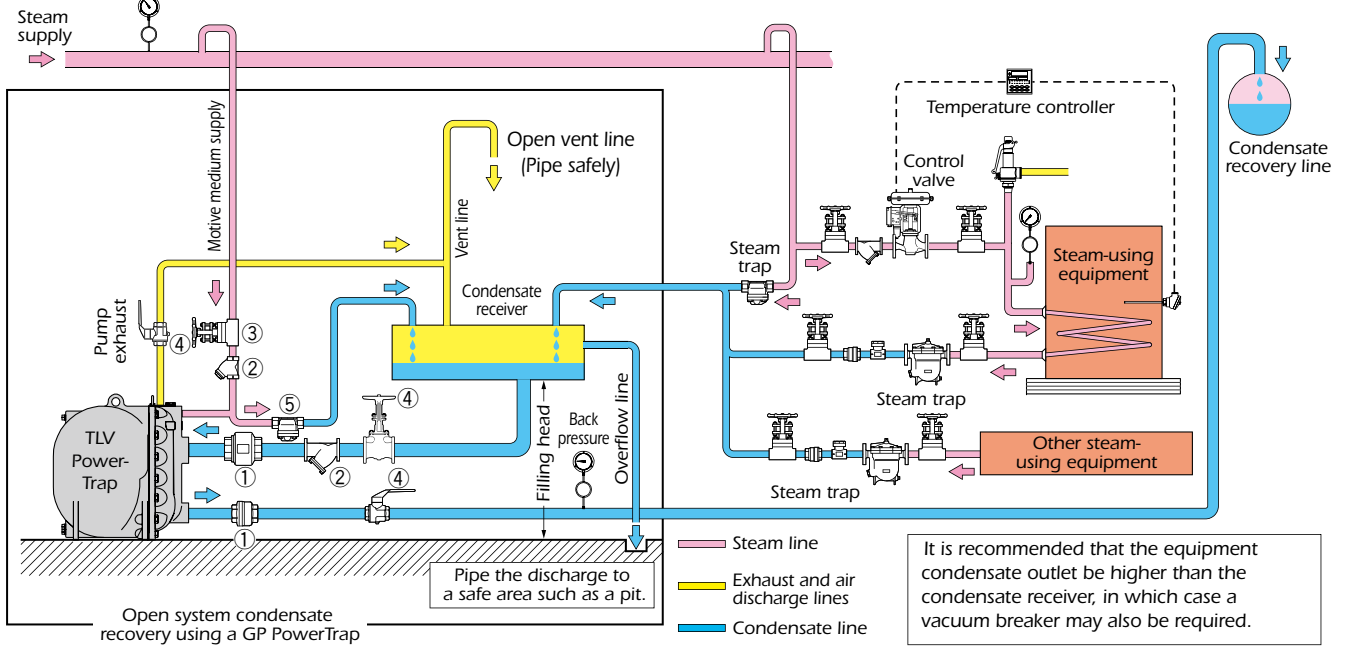 Steam
supply
Motive medium supply
Open vent line
(Pipe safely)
Vent line
Temperature controller
Control
valve
Condensate
recovery line
Steam
trap
Steam-using
equipment
Condensate
receiver
Pump
exhaust
④
③
②
⑤
④
Steam trap
TLV
Power-
Trap
①
②
④
Filling head
Back
pressure
Overflow line
Other steam-
using equipment
Steam trap
①
Steam line
Exhaust and air
discharge lines
Condensate line
Pipe the discharge to
a safe area such as a pit.
Open system condensate
recovery using a GP PowerTrap
It is recommended that the equipment
condensate outlet be higher than the
condensate receiver, in which case a
vacuum breaker may also be required.